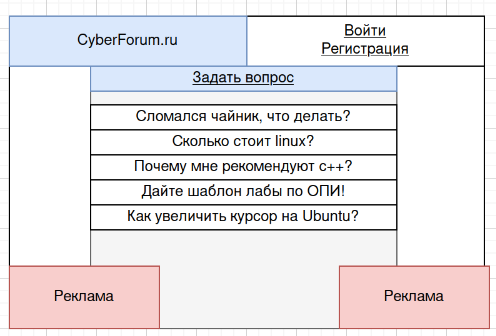 CyberForum.ru
Войти
Регистрация
Задать вопрос
Сломался чайник, что делать?
Сколько стоит linux?
Почему мне рекомендуют с++?
Дайте шаблон лабы по ОПИ!
Как увеличить курсор на Ubuntu?
Реклама
Реклама